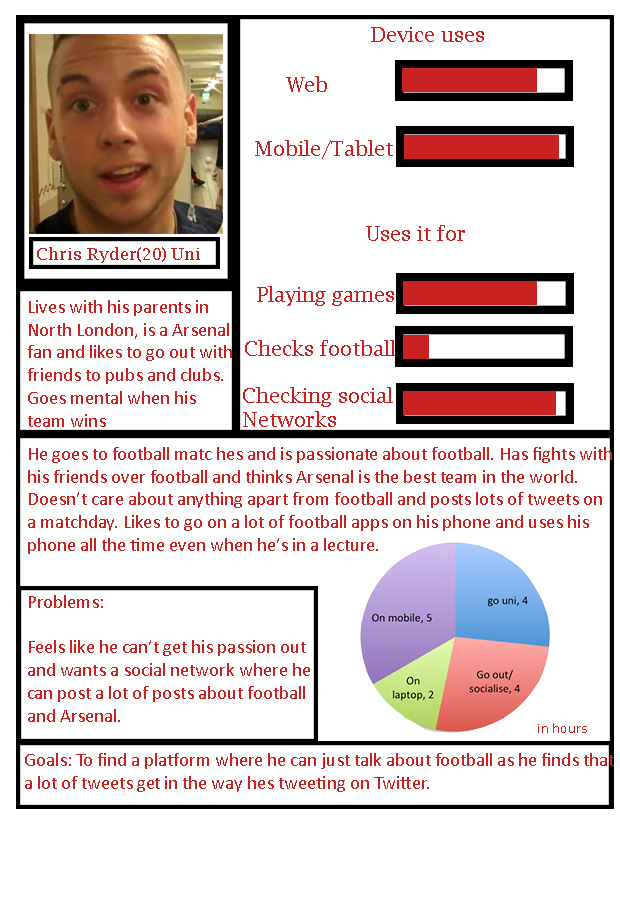 Chris Ryder(20) Uni
Lives with his parents in
North London, is a Arsenal
fan and likes to go out with
friends to pubs and clubs.
Goes mental when his
team wins
Device uses
Web
Mobile/Tablet
Uses it for
Playing games
Checks football
Checking social
Networks
He goes to football matc hes and is passionate about football. Has fights with
his friends over football and thinks Arsenal is the best team in the world.
Doesn't care about anything apart from football and posts lots of tweets on
a matchday. Likes to go on a lot of football apps on his phone and uses his
phone all the time even when he's in a lecture.
Problems:
Feels like he can't get his passion out
and wants a social network where he
can post a lot of posts about football
and Arsenal.
On mobile, 5
go uni, 4
On
laptop, 2
Go out/
socialise, 4
in hours
Goals: To find a platform where he can just talk about football as he finds that
a lot of tweets get in the way hes tweeting on Twitter.